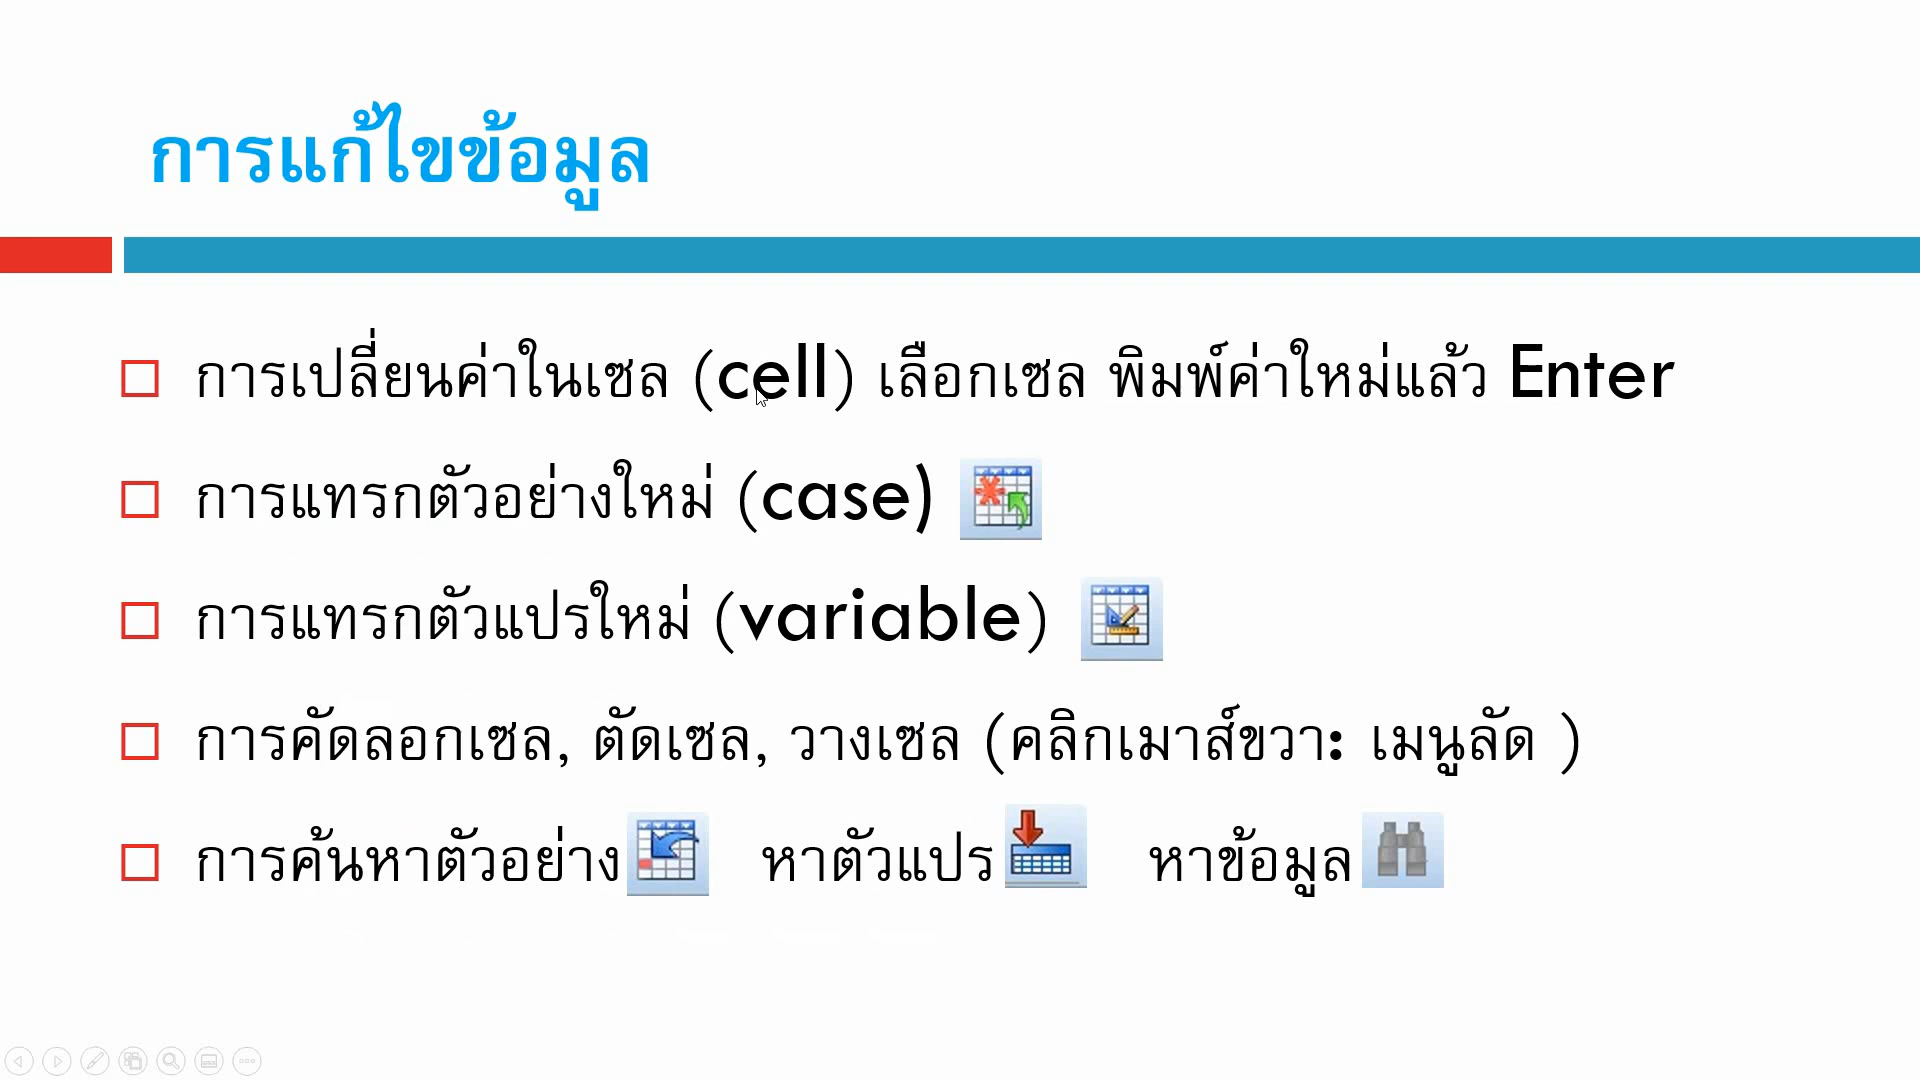 การแก้ไขข้อมูล
การเปลี่ยนค่าในเซล (cell) เลือกเซล พิมพ์ค่าใหม่แล้ว Enter
การแทรกตัวอย่างใหม่ (case)
การแทรกตัวแปรใหม่ (variable)
การคัดลอกเซล, ตัดเซล, วางเซล (คลิกเมาส์ขวา: เมนูลัด )
การค้นหาตัวอย่าง หาตัวแปร หาข้อมูล